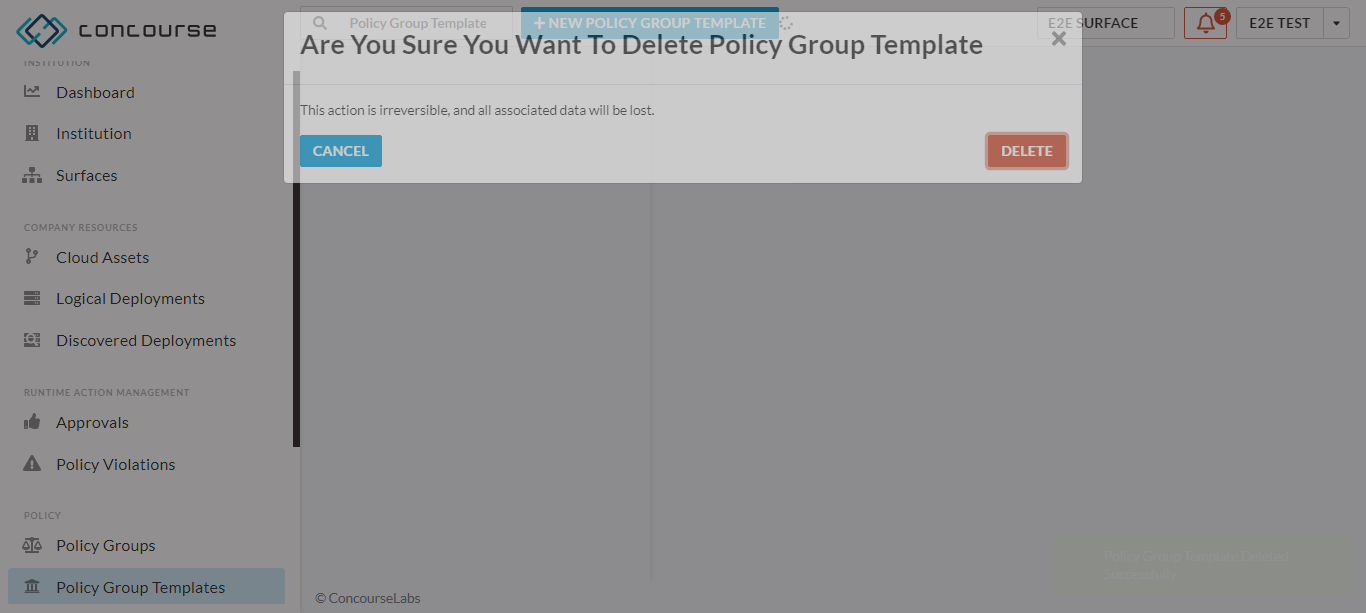 concourse
Policy Group Template
NEW POLICY GROUP TEMPLATE
E2E SURFACE
5
E2E TEST
Are You Sure You Want To Delete Policy Group Template
This action is irreversible, and all associated data will be lost.
CANCEL
DELETE
INSTITUTION
Dashboard
Institution
Surfaces
COMPANY RESOURCES
Cloud Assets
Logical Deployments
Discovered Deployments
RUNTIME ACTION MANAGEMENT
Approvals
Policy Violations
POLICY
Policy Groups
Policy Group Templates
Policy Group Template Deleted
Successfully
© ConcourseLabs